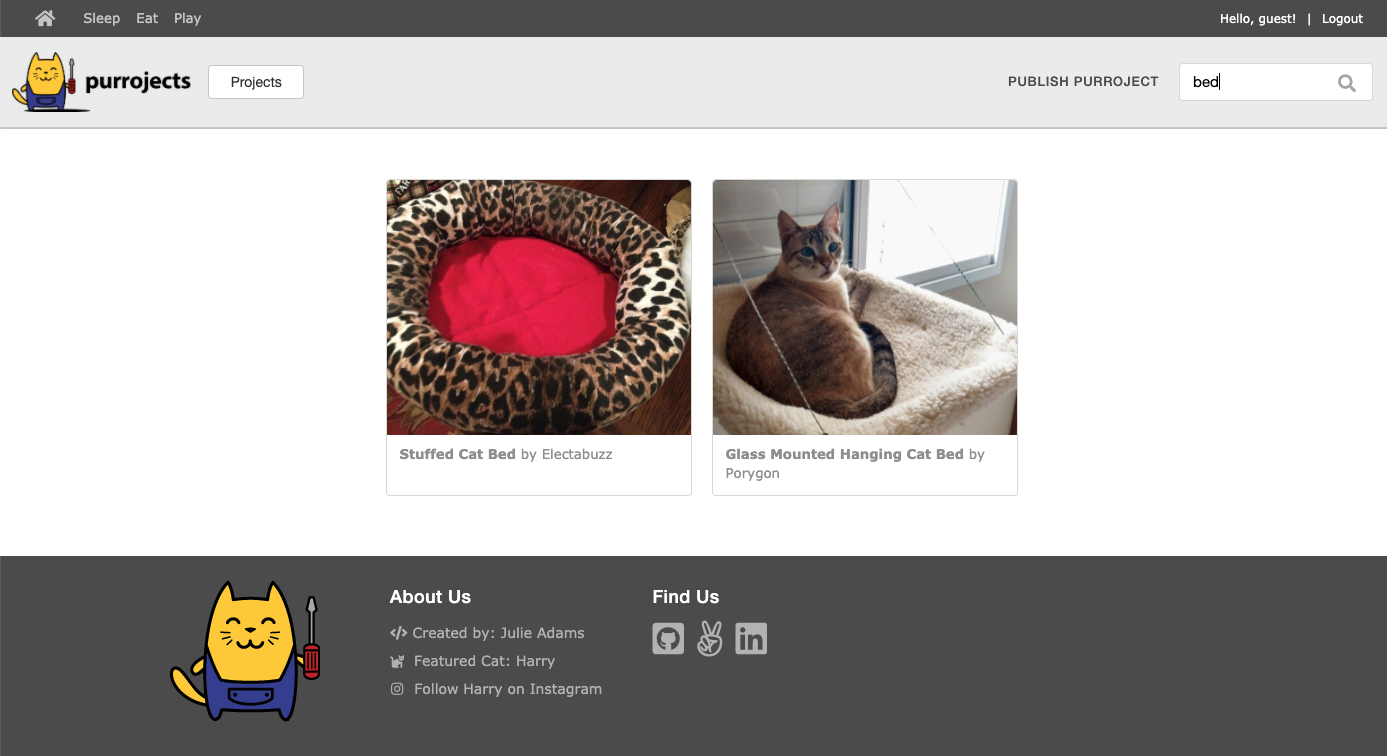 Sleep Eat Play
Hello, guest! | Logout
purrojects
Projects
PUBLISH PURROJECT
bed
Stuffed Cat Bed by Electabuzz
Glass Mounted Hanging Cat Bed by
Porygon
About Us
Created by: Julie Adams
Featured Cat: Harry
Follow Harry on Instagram
Find Us
in